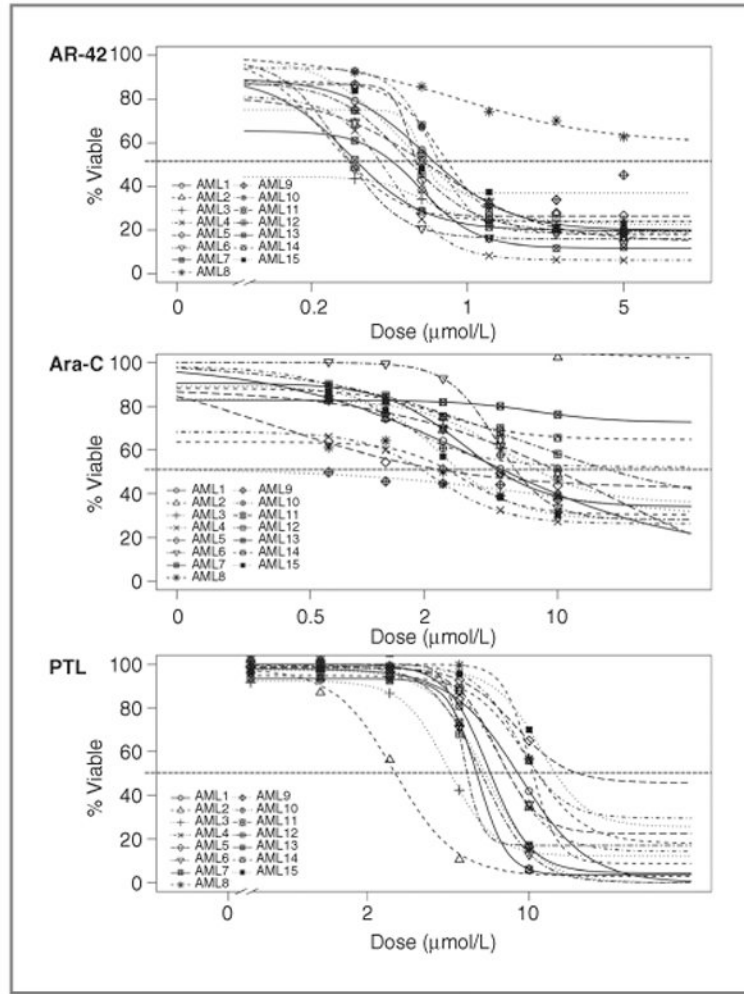 AR-42
100
80
60
40
20
0
% Viable
AML1 AML9
AML2 AML10
AML3 AML11
AML4 AML12
AML5 AML13
AML6 AML14
AML7 AML15
AML8
0 0.2 1 5
Dose (μmol/L)
Ara-C
100
80
60
40
20
0
% Viable
AML1 AML9
AML2 AML10
AML3 AML11
AML4 AML12
AML5 AML13
AML6 AML14
AML7 AML15
AML8
0 0.5 2 10
Dose (μmol/L)
PTL
100
80
60
40
20
0
% Viable
AML1 AML9
AML2 AML10
AML3 AML11
AML4 AML12
AML5 AML13
AML6 AML14
AML7 AML15
AML8
0 2 10
Dose (μmol/L)